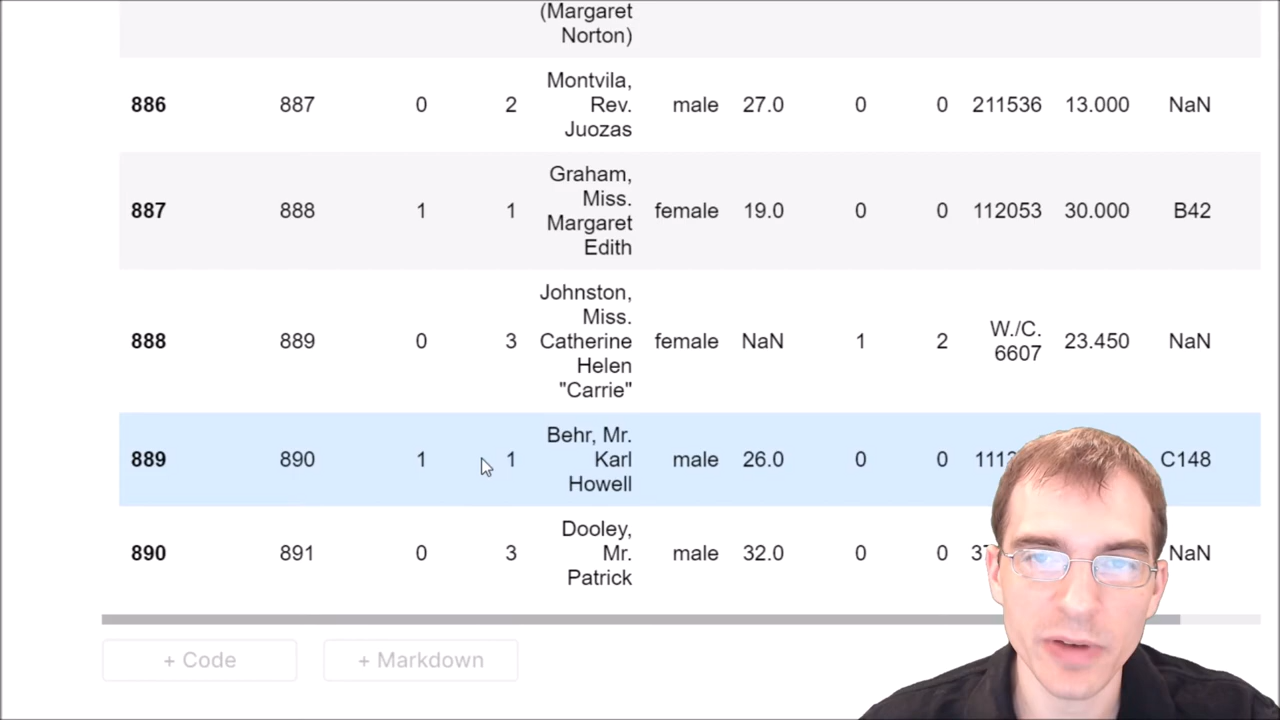 (Margaret
Norton)
886 887 0 2 Montvila, Rev. Juozas male 27.0 0 0 211536 13.000 NaN
887 888 1 1 Graham, Miss. Margaret Edith female 19.0 0 0 112053 30.000 B42
888 889 0 3 Johnston, Miss. Catherine Helen "Carrie" female NaN 1 2 W./C. 6607 23.450 NaN
889 890 1 1 Behr, Mr. Karl Howell male 26.0 0 0 C148
890 891 0 3 Dooley, Mr. Patrick male 32.0 0 0 NaN
+ Code + Markdown